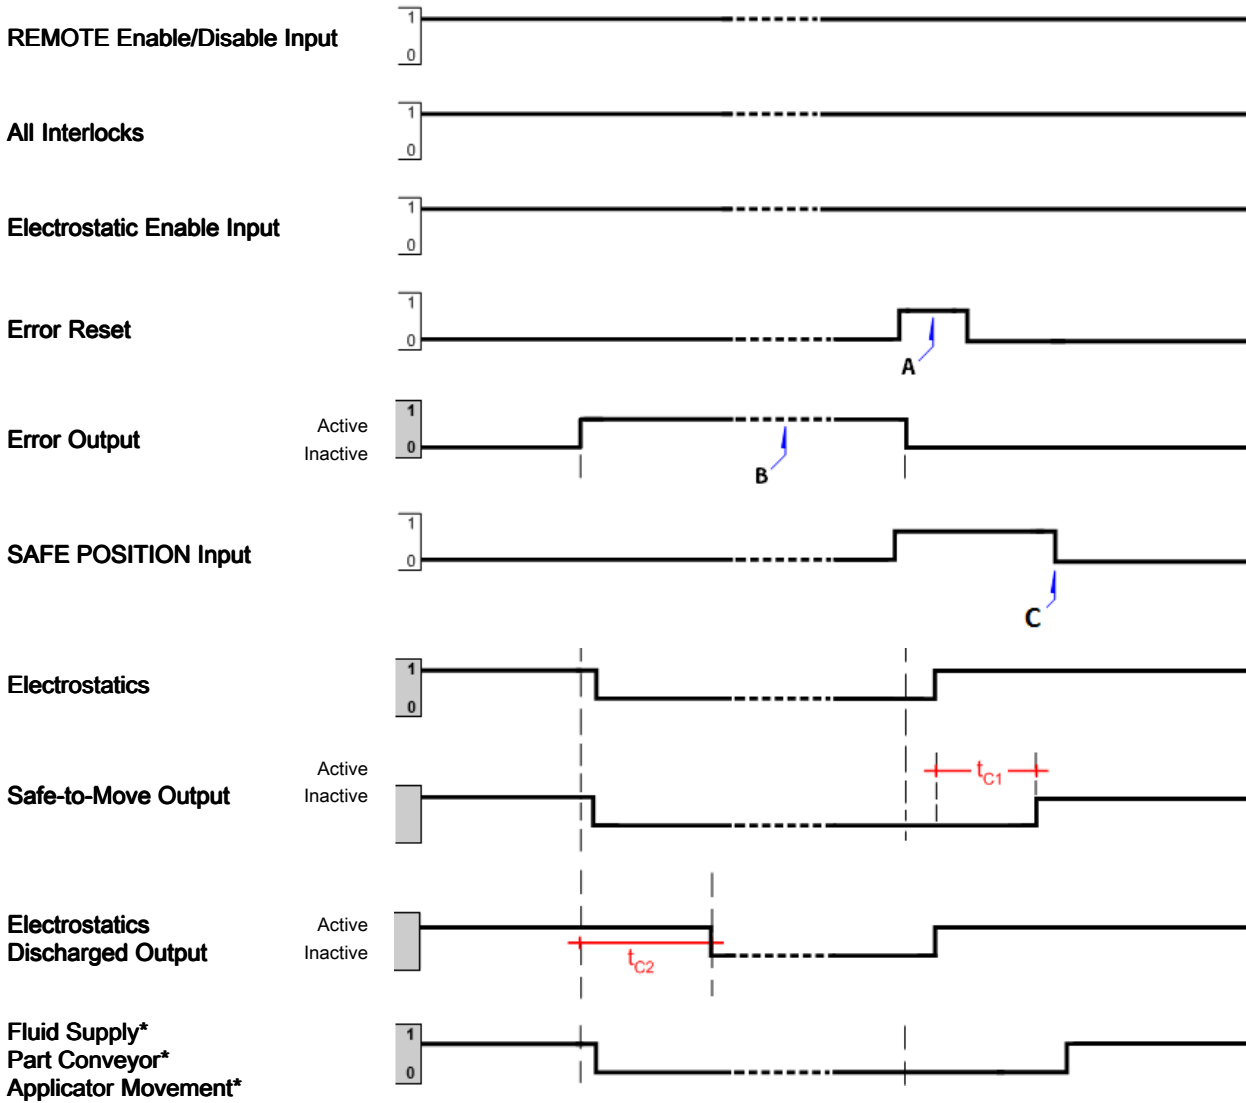 REMOTE Enable/Disable Input
1
0
All Interlocks
1
0
Electrostatic Enable Input
1
0
Error Reset
1
0
A
Error Output
Active
Inactive
1
0
B
SAFE POSITION Input
1
0
C
Electrostatics
1
0
Safe-to-Move Output
Active
Inactive
tC1
Electrostatics
Discharged Output
Active
Inactive
tC2
Fluid Supply*
Part Conveyor*
Applicator Movement*
1
0